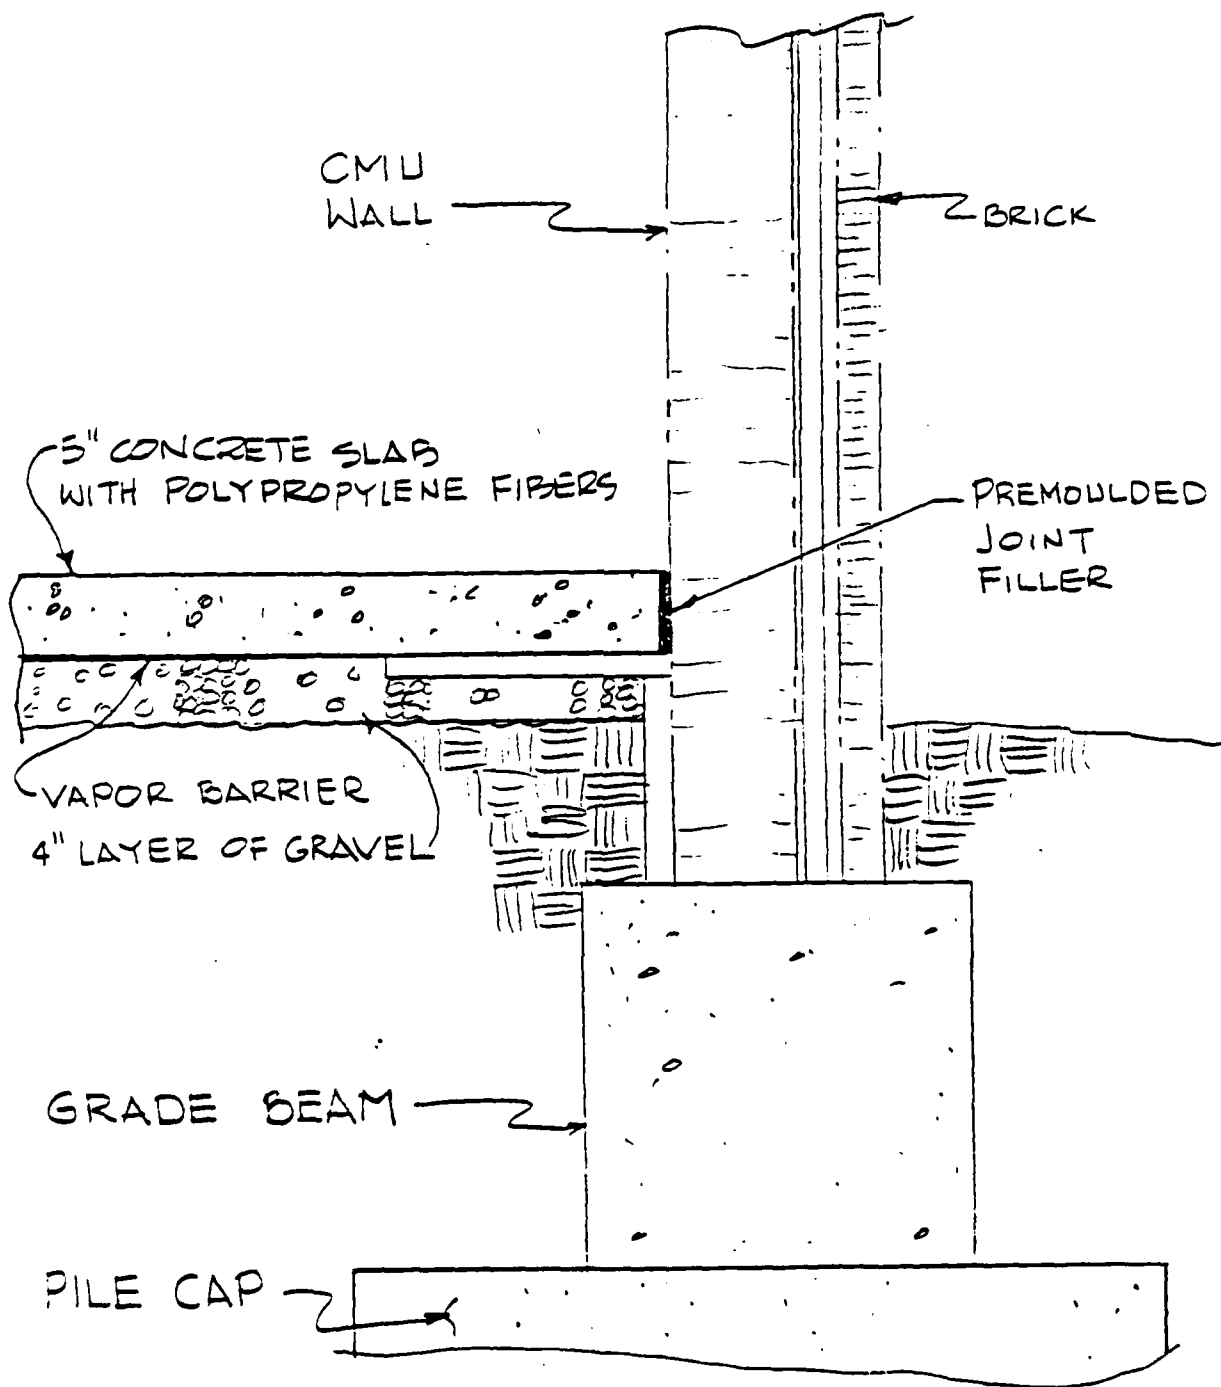 CMU
WALL
BRICK
5" CONCRETE SLAB
WITH POLYPROPYLENE FIBERS
PREMOULDED
JOINT
FILLER
VAPOR BARRIER
4" LAYER OF GRAVEL
GRADE BEAM
PILE CAP